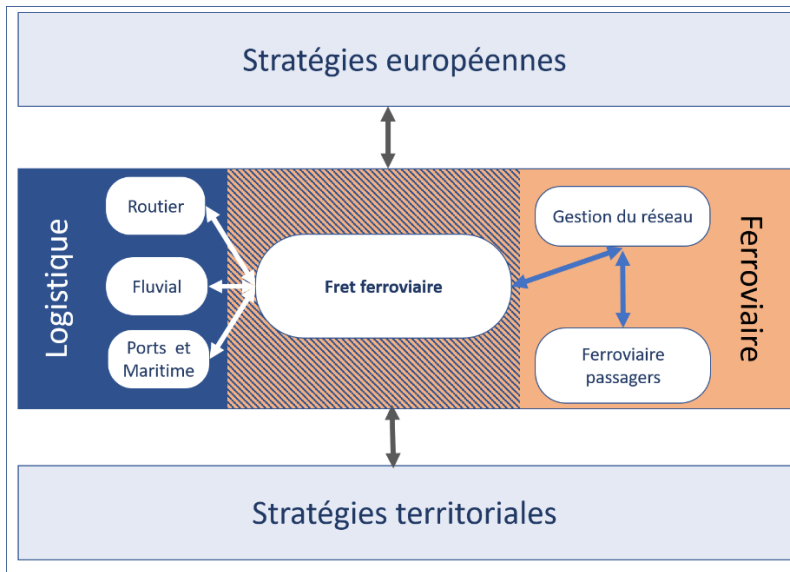 Stratégies européennes
Logistique
Routier
Fluvial
Ports et
Maritime
Fret ferroviaire
Gestion du réseau
Ferroviaire
passagers
Ferroviaire
Stratégies territoriales